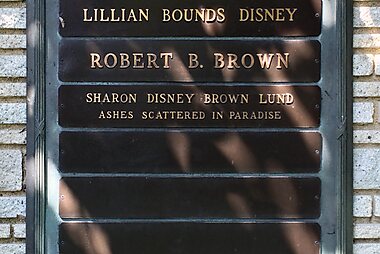 LILLIAN BOUNDS DISNEY
ROBERT B. BROWN
SHARON DISNEY BROWN LUND
ASHES SCATTERED IN PARADISE